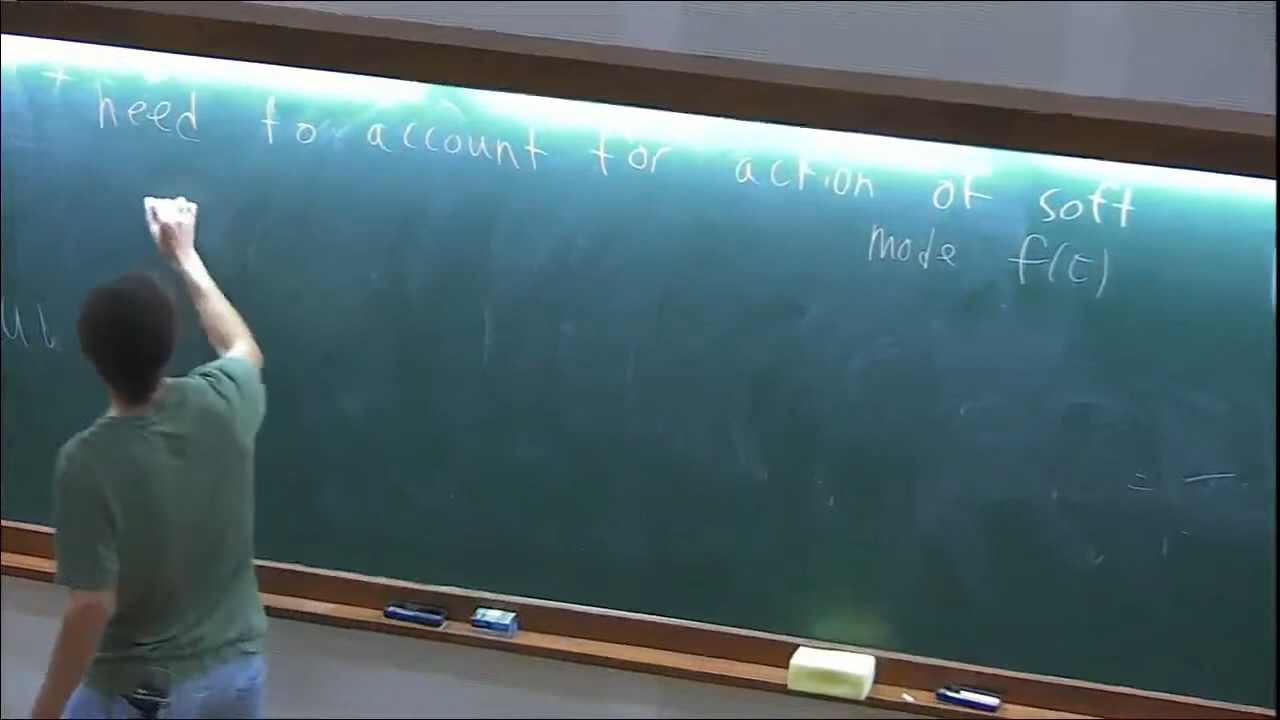 + need to account for action of soft
mode f(t)